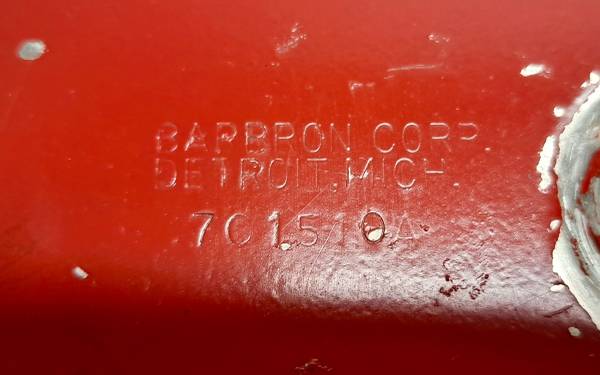 BARBRON CORP
DETROIT, MICH
7C1510A